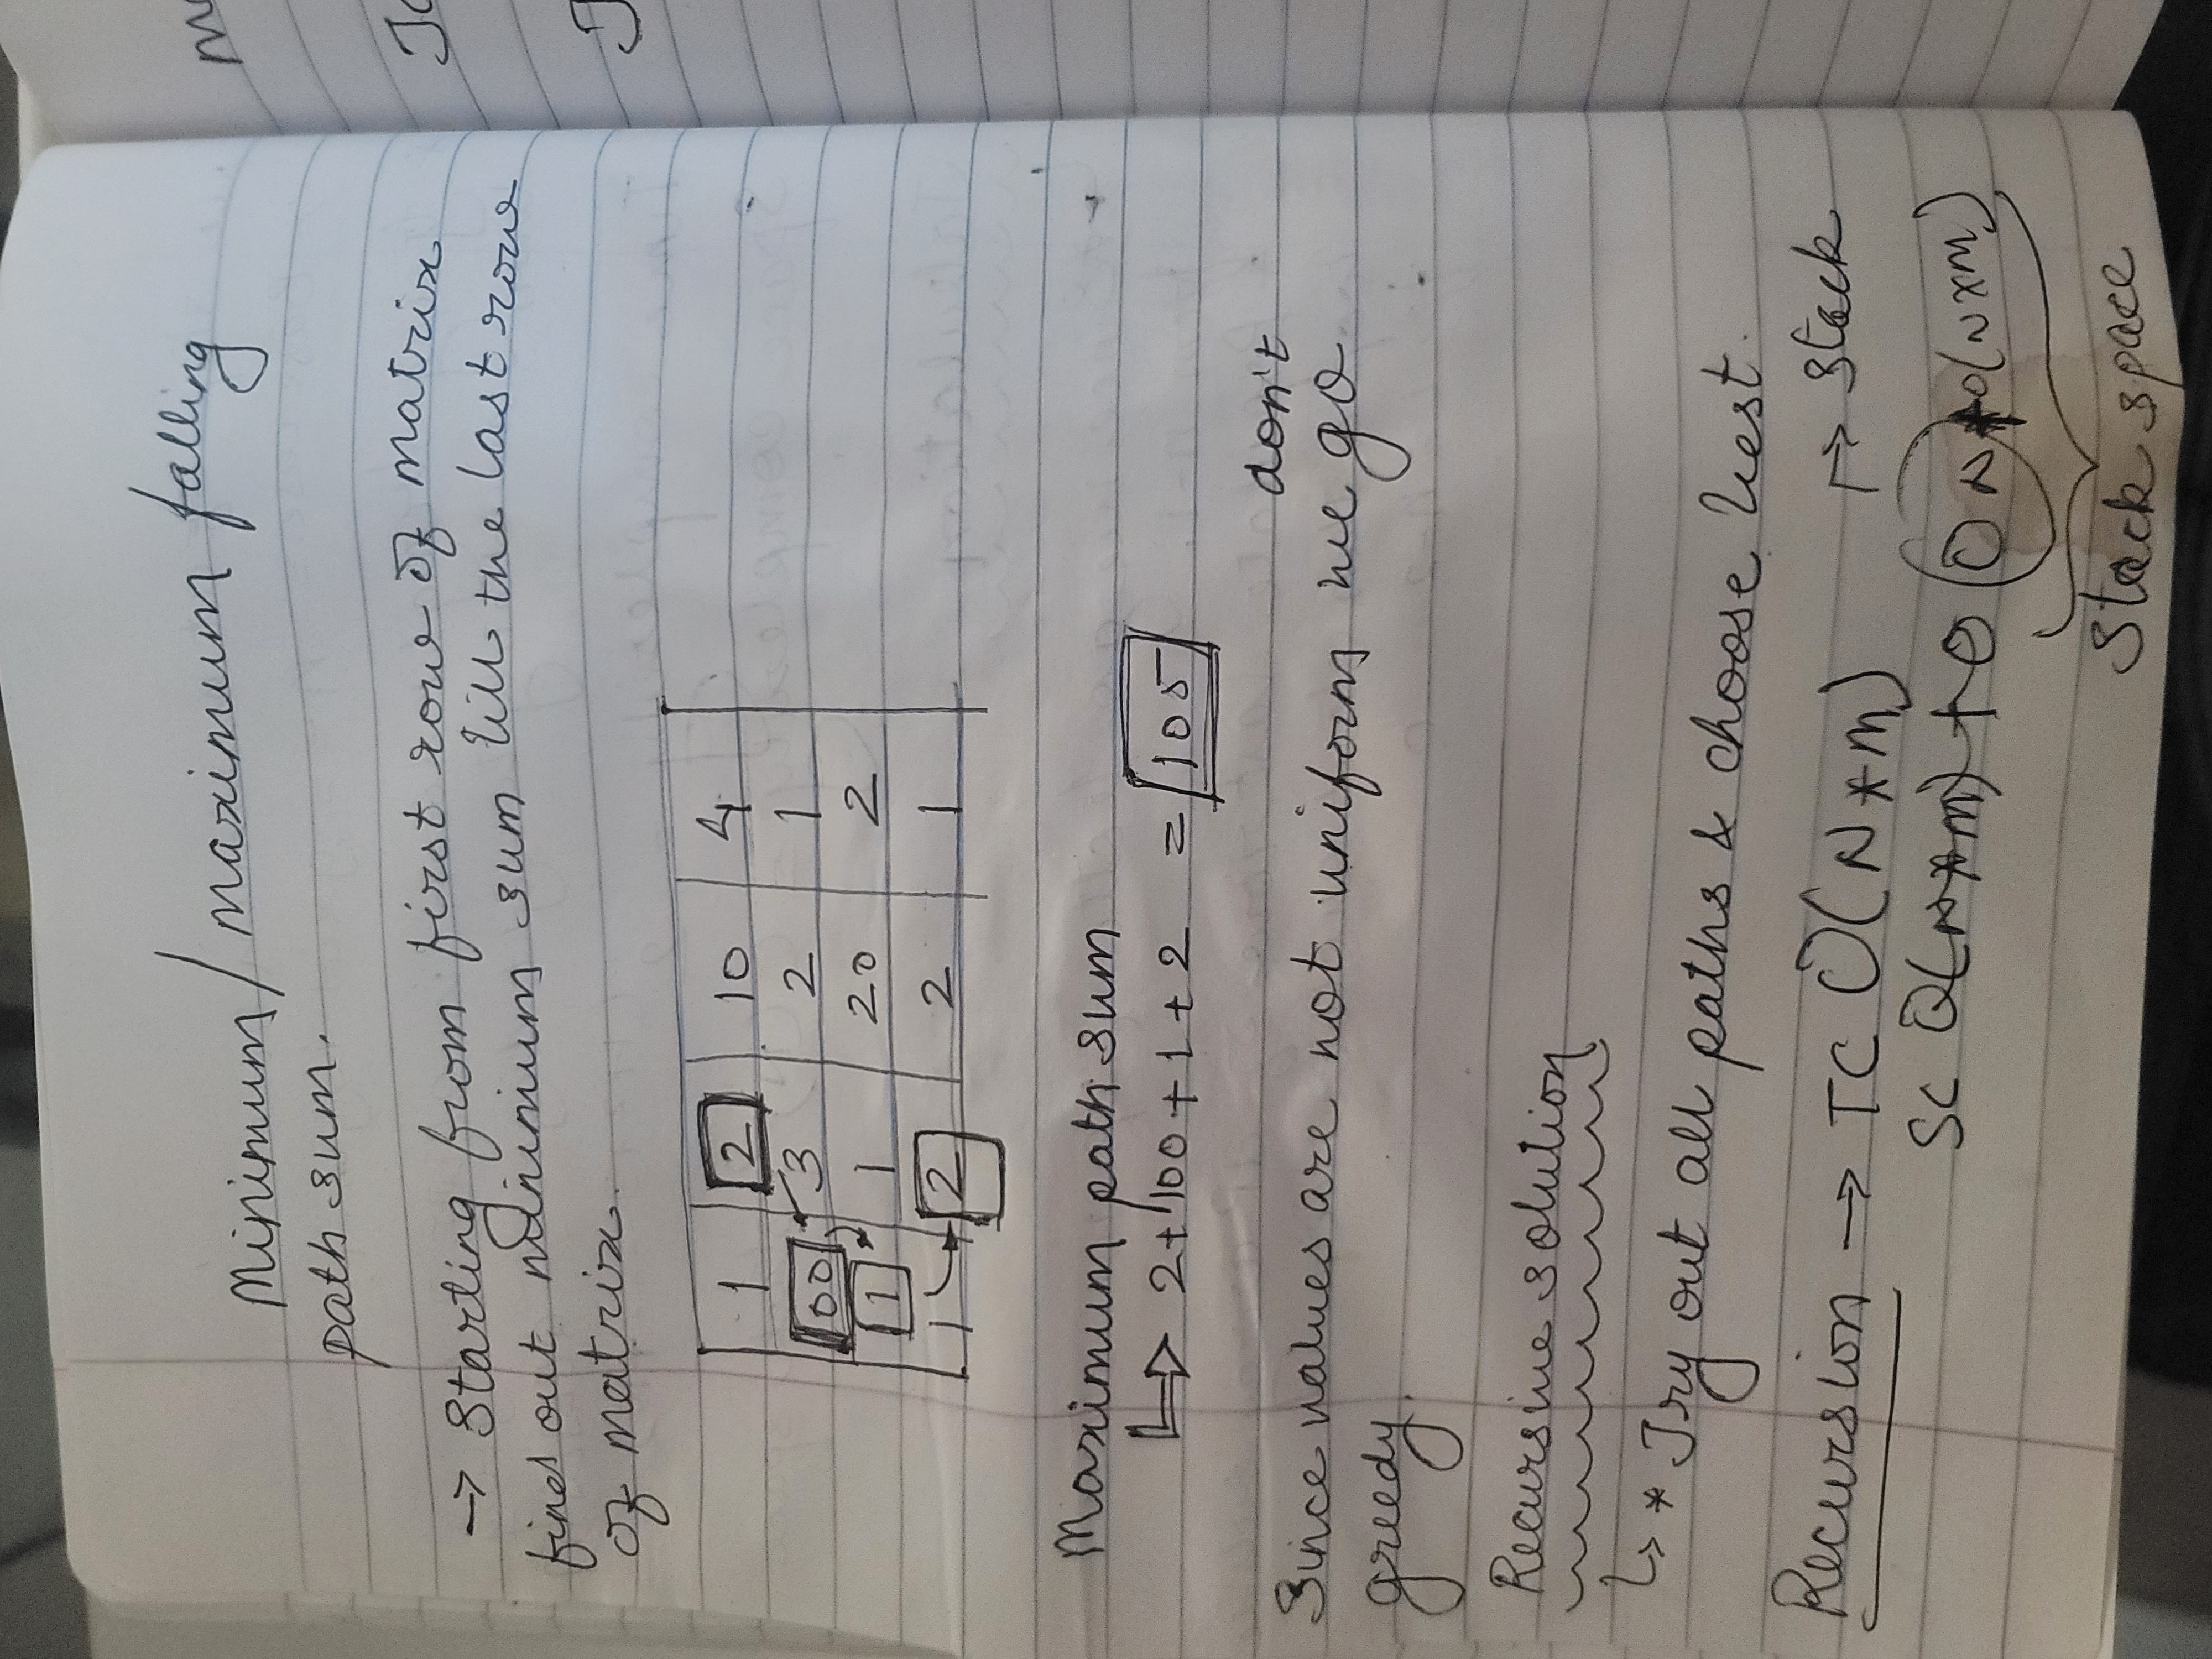 Minimum/maximum falling
path sum.
→ Starting from first row of matrix
find out minimum sum till the last row
of matrix.
1 2 10 4
100 3 2 1
1 1 20 2
1 2 2 1
Maximum path sum
2+100+1+2 = 105
don't
Since values are not uniform we go
greedy.
Recursive solution
↳ * Try out all paths & choose best.
Recursion → TC O(N*M) → Stack
SC O(N*M) + O O N + O(N×M)
Stack space